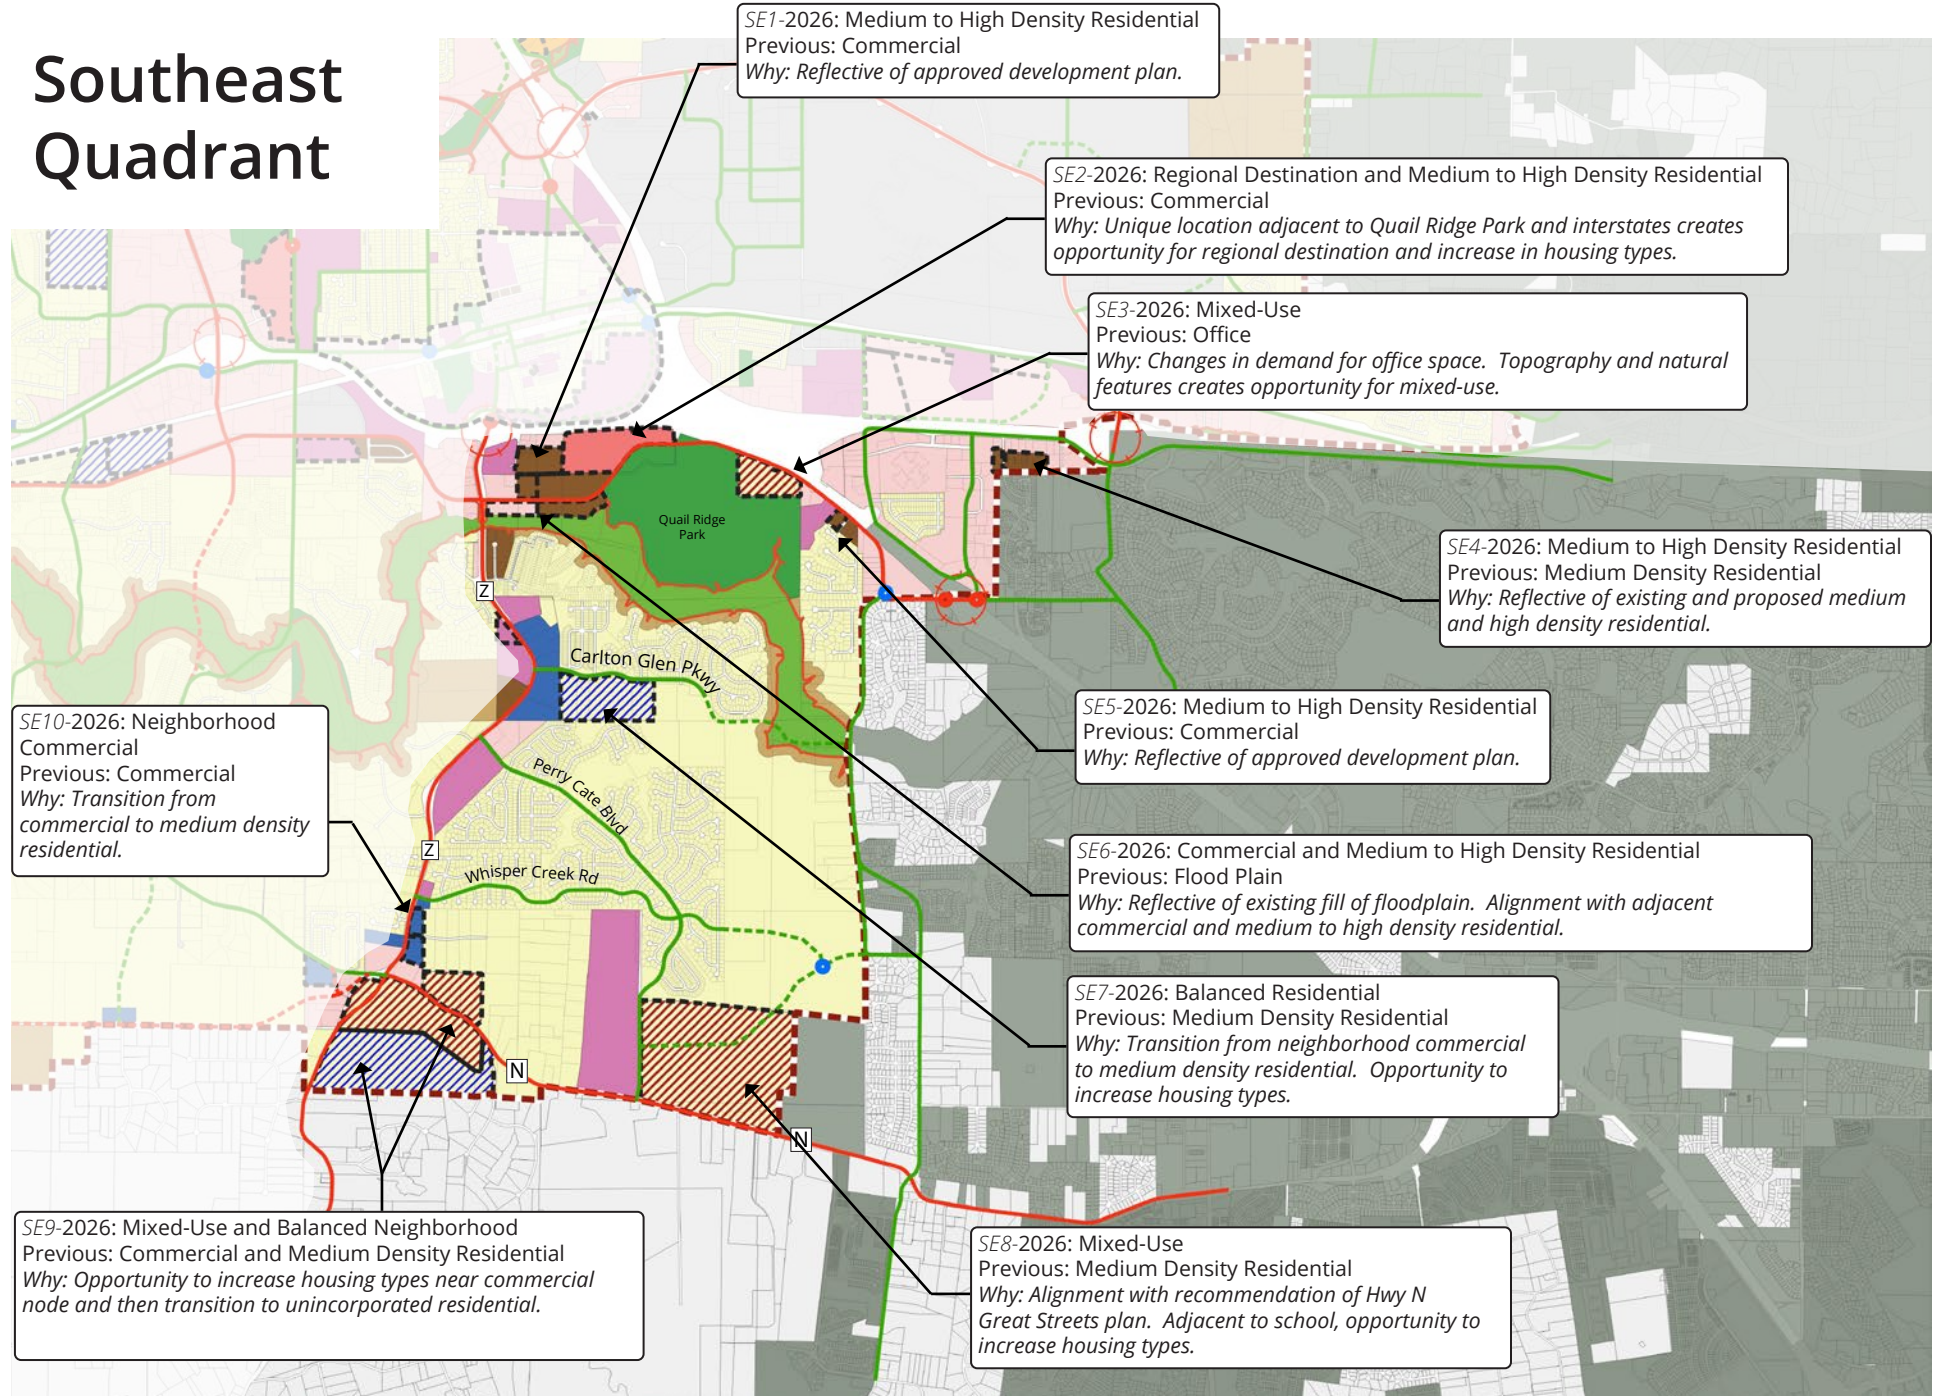 Southeast
Quadrant
SE1-2026: Medium to High Density Residential
Previous: Commercial
Why: Reflective of approved development plan.
SE2-2026: Regional Destination and Medium to High Density Residential
Previous: Commercial
Why: Unique location adjacent to Quail Ridge Park and interstates creates
opportunity for regional destination and increase in housing types.
SE3-2026: Mixed-Use
Previous: Office
Why: Changes in demand for office space.  Topography and natural
features creates opportunity for mixed-use.
Quail Ridge
Park
SE4-2026: Medium to High Density Residential
Previous: Medium Density Residential
Why: Reflective of existing and proposed medium
and high density residential.
Z
Carlton Glen Pkwy
SE5-2026: Medium to High Density Residential
Previous: Commercial
Why: Reflective of approved development plan.
SE10-2026: Neighborhood
Commercial
Previous: Commercial
Why: Transition from
commercial to medium density
residential.
Perry Cate Blvd
Z
Whisper Creek Rd
SE6-2026: Commercial and Medium to High Density Residential
Previous: Flood Plain
Why: Reflective of existing fill of floodplain.  Alignment with adjacent
commercial and medium to high density residential.
SE7-2026: Balanced Residential
Previous: Medium Density Residential
Why: Transition from neighborhood commercial
to medium density residential.  Opportunity to
increase housing types.
N
N
SE9-2026: Mixed-Use and Balanced Neighborhood
Previous: Commercial and Medium Density Residential
Why: Opportunity to increase housing types near commercial
node and then transition to unincorporated residential.
SE8-2026: Mixed-Use
Previous: Medium Density Residential
Why: Alignment with recommendation of Hwy N
Great Streets plan.  Adjacent to school, opportunity to
increase housing types.